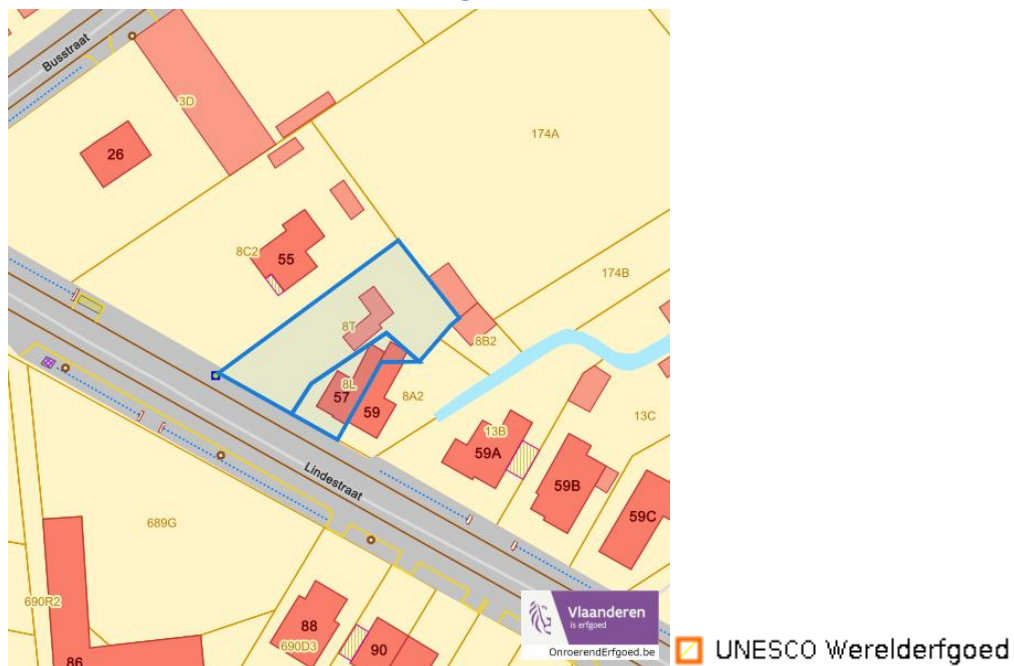 Busstraat
3D
174A
26
8C2
55
174B
8T
8B2
8L
57
59
8A2
13C
13B
59A
59B
59C
Lindestraat
689G
690R2
88
690D3
90
86
Vlaanderen
is erfgoed
OnroerendErfgoed.be
UNESCO Werelderfgoed